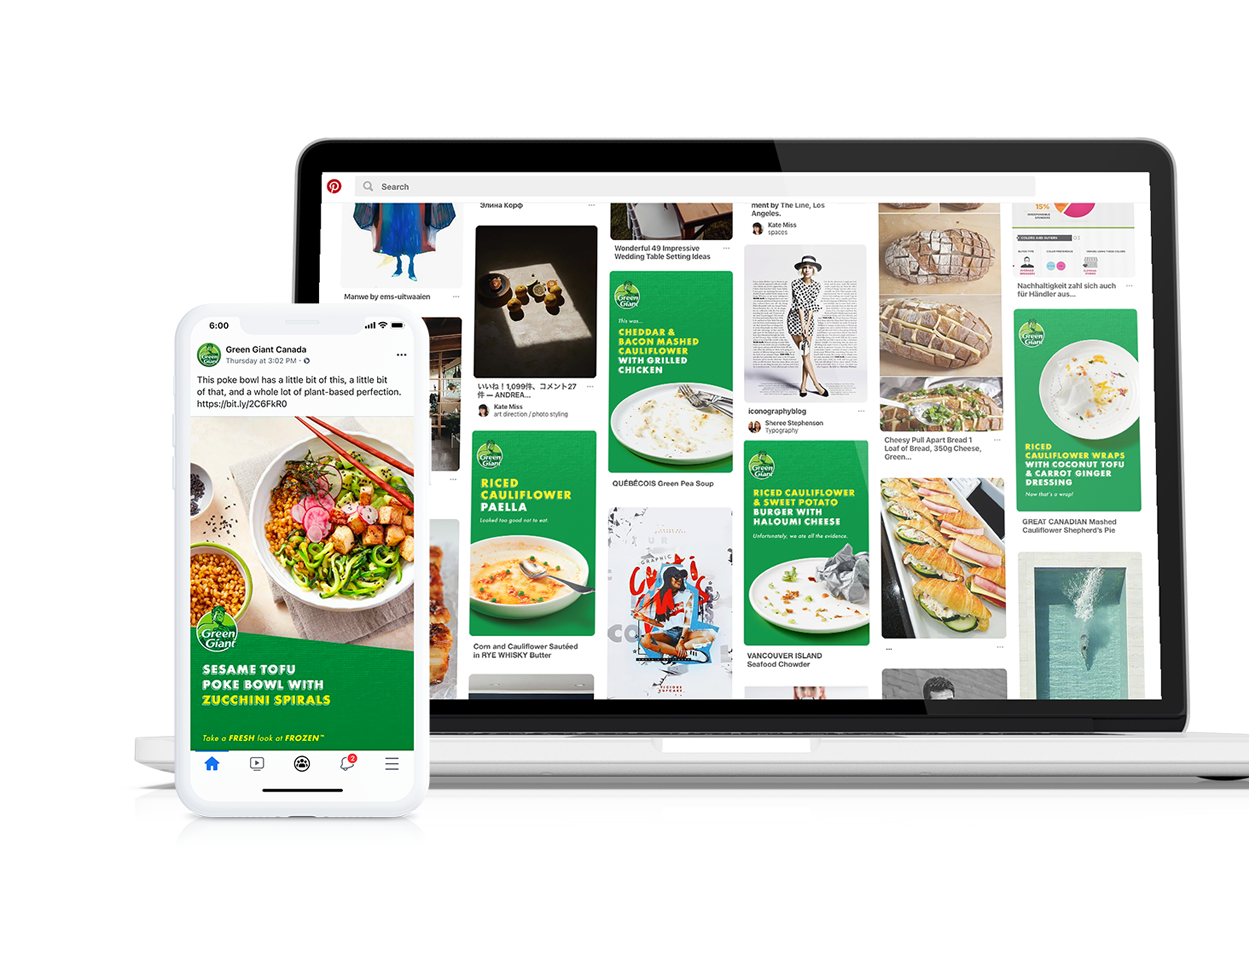 6:00
Green Giant Canada
Thursday at 3:02 PM ·
This poke bowl has a little bit of this, a little bit
of that, and a whole lot of plant-based perfection.
https://bit.ly/2C6FkR0
Green
Giant
SESAME TOFU
POKE BOWL WITH
ZUCCHINI SPIRALS
Take a FRESH look at FROZEN™
2
Search
Manwe by ems-uitwaaien
Элина Корф
いいね！1,099件、コメント27
件 — ANDREA...
Kate Miss
art direction / photo styling
Green
Giant
RICED
CAULIFLOWER
PAELLA
Looked too good not to eat.
Corn and Cauliflower Sautéed
in RYE WHISKY Butter
Wonderful 49 Impressive
Wedding Table Setting Ideas
Green
Giant
This was...
CHEDDAR &
BACON MASHED
CAULIFLOWER
WITH GRILLED
CHICKEN
QUÉBÉCOIS Green Pea Soup
GRAPHIC
ment by The Line, Los
Angeles.
Kate Miss
spaces
iconographyblog
Sheree Stephenson
Typography
Green
Giant
RICED CAULIFLOWER
& SWEET POTATO
BURGER WITH
HALOUMI CHEESE
Unfortunately, we ate all the evidence.
VANCOUVER ISLAND
Seafood Chowder
Cheesy Pull Apart Bread 1
Loaf of Bread, 350g Cheese,
Green...
...
15%
COLORS AND BUYERS
Nachhaltigkeit zahl sich auch
für Händler aus...
Green
Giant
RICED
CAULIFLOWER WRAPS
WITH COCONUT TOFU
& CARROT GINGER
DRESSING
Now that's a wrap!
GREAT CANADIAN Mashed
Cauliflower Shepherd's Pie